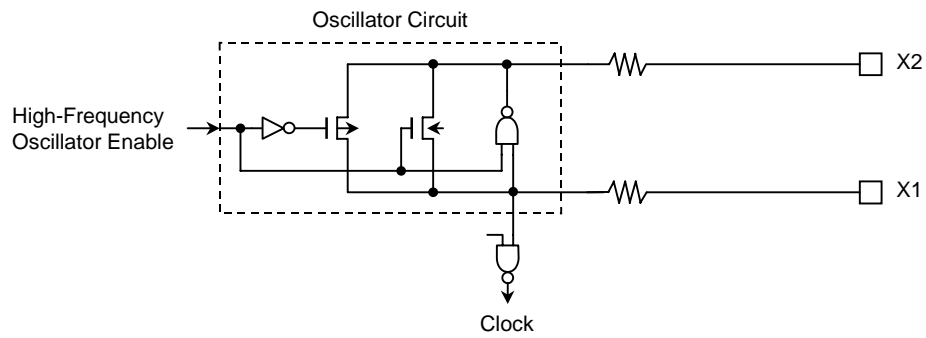 Oscillator Circuit
X2
High-Frequency
Oscillator Enable
X1
Clock